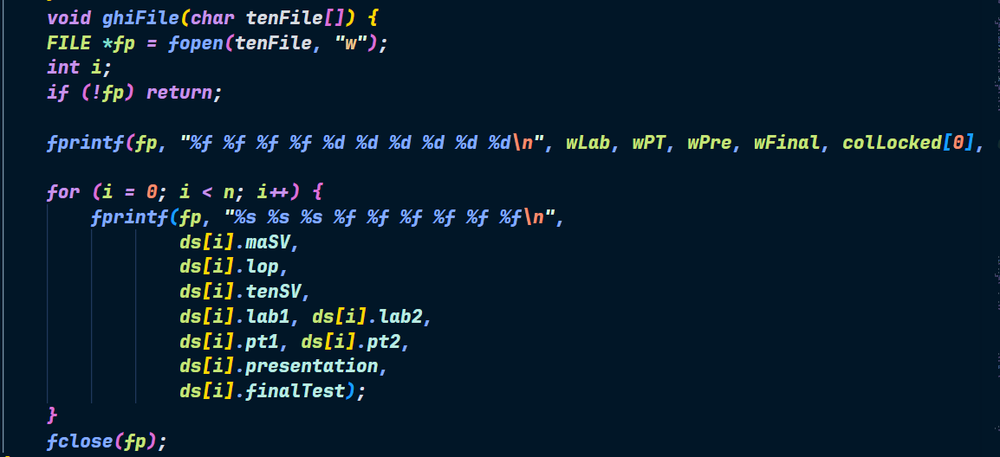 void ghiFile(char tenFile[]) {
FILE *fp = fopen(tenFile, "w");
int i;
if (!fp) return;
fprintf(fp, "%f %f %f %f %d %d %d %d %d %d\n", wLab, wPT, wPre, wFinal, colLocked[0],
for (i = 0; i < n; i++) {
fprintf(fp, "%s %s %s %f %f %f %f %f %f\n",
ds[i].maSV,
ds[i].lop,
ds[i].tenSV,
ds[i].lab1, ds[i].lab2,
ds[i].pt1, ds[i].pt2,
ds[i].presentation,
ds[i].finalTest);
}
fclose(fp);